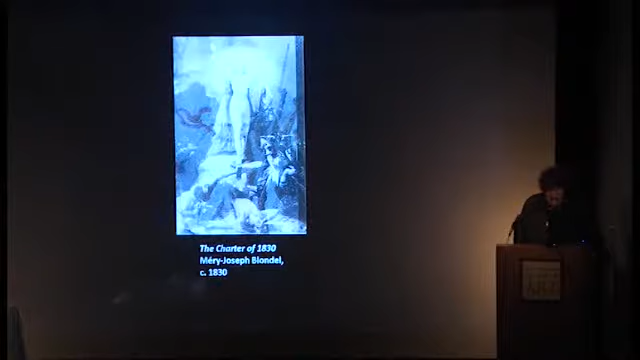 The Charter of 1830
Méry-Joseph Blondel,
c. 1830